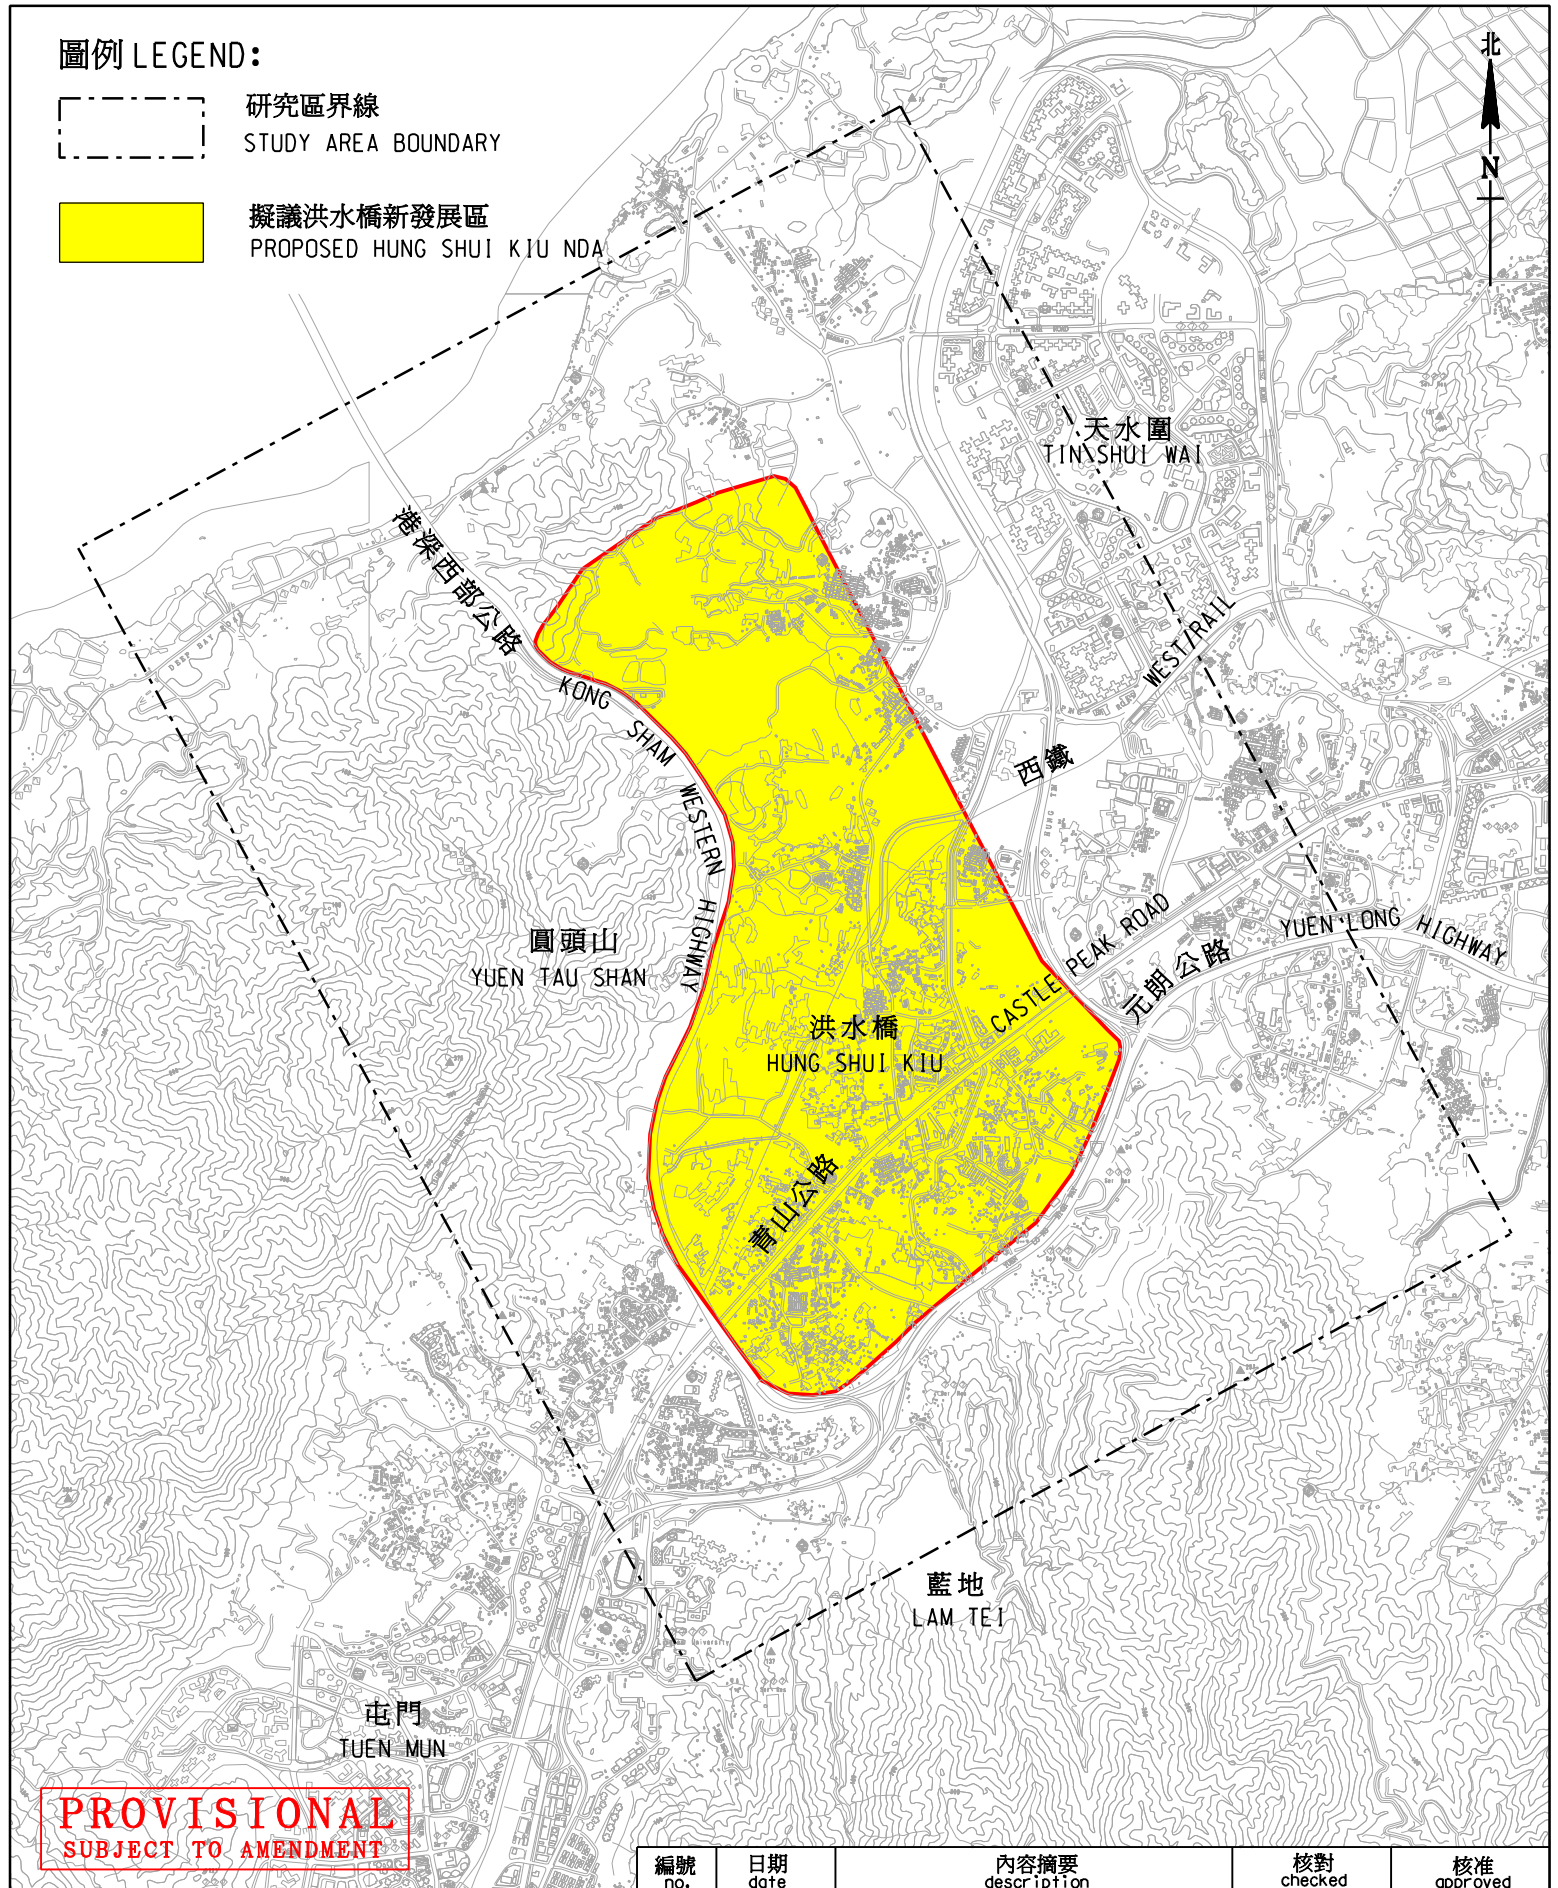 圖例 LEGEND:
研究區界線
STUDY AREA BOUNDARY
擬議洪水橋新發展區
PROPOSED HUNG SHUI KIU NDA
北
N
天水圍
TIN SHUI WAI
港深西部公路
KONG SHAM WESTERN HIGHWAY
DEEP BAY ROAD
WEST RAIL
西鐵
圓頭山
YUEN TAU SHAN
CASTLE PEAK ROAD
元朗公路
YUEN LONG HIGHWAY
洪水橋
HUNG SHUI KIU
青山公路
藍地
LAM TEI
屯門
TUEN MUN
PROVISIONAL
SUBJECT TO AMENDMENT
編號 日期 內容摘要 核對 核准
no. date description checked approved